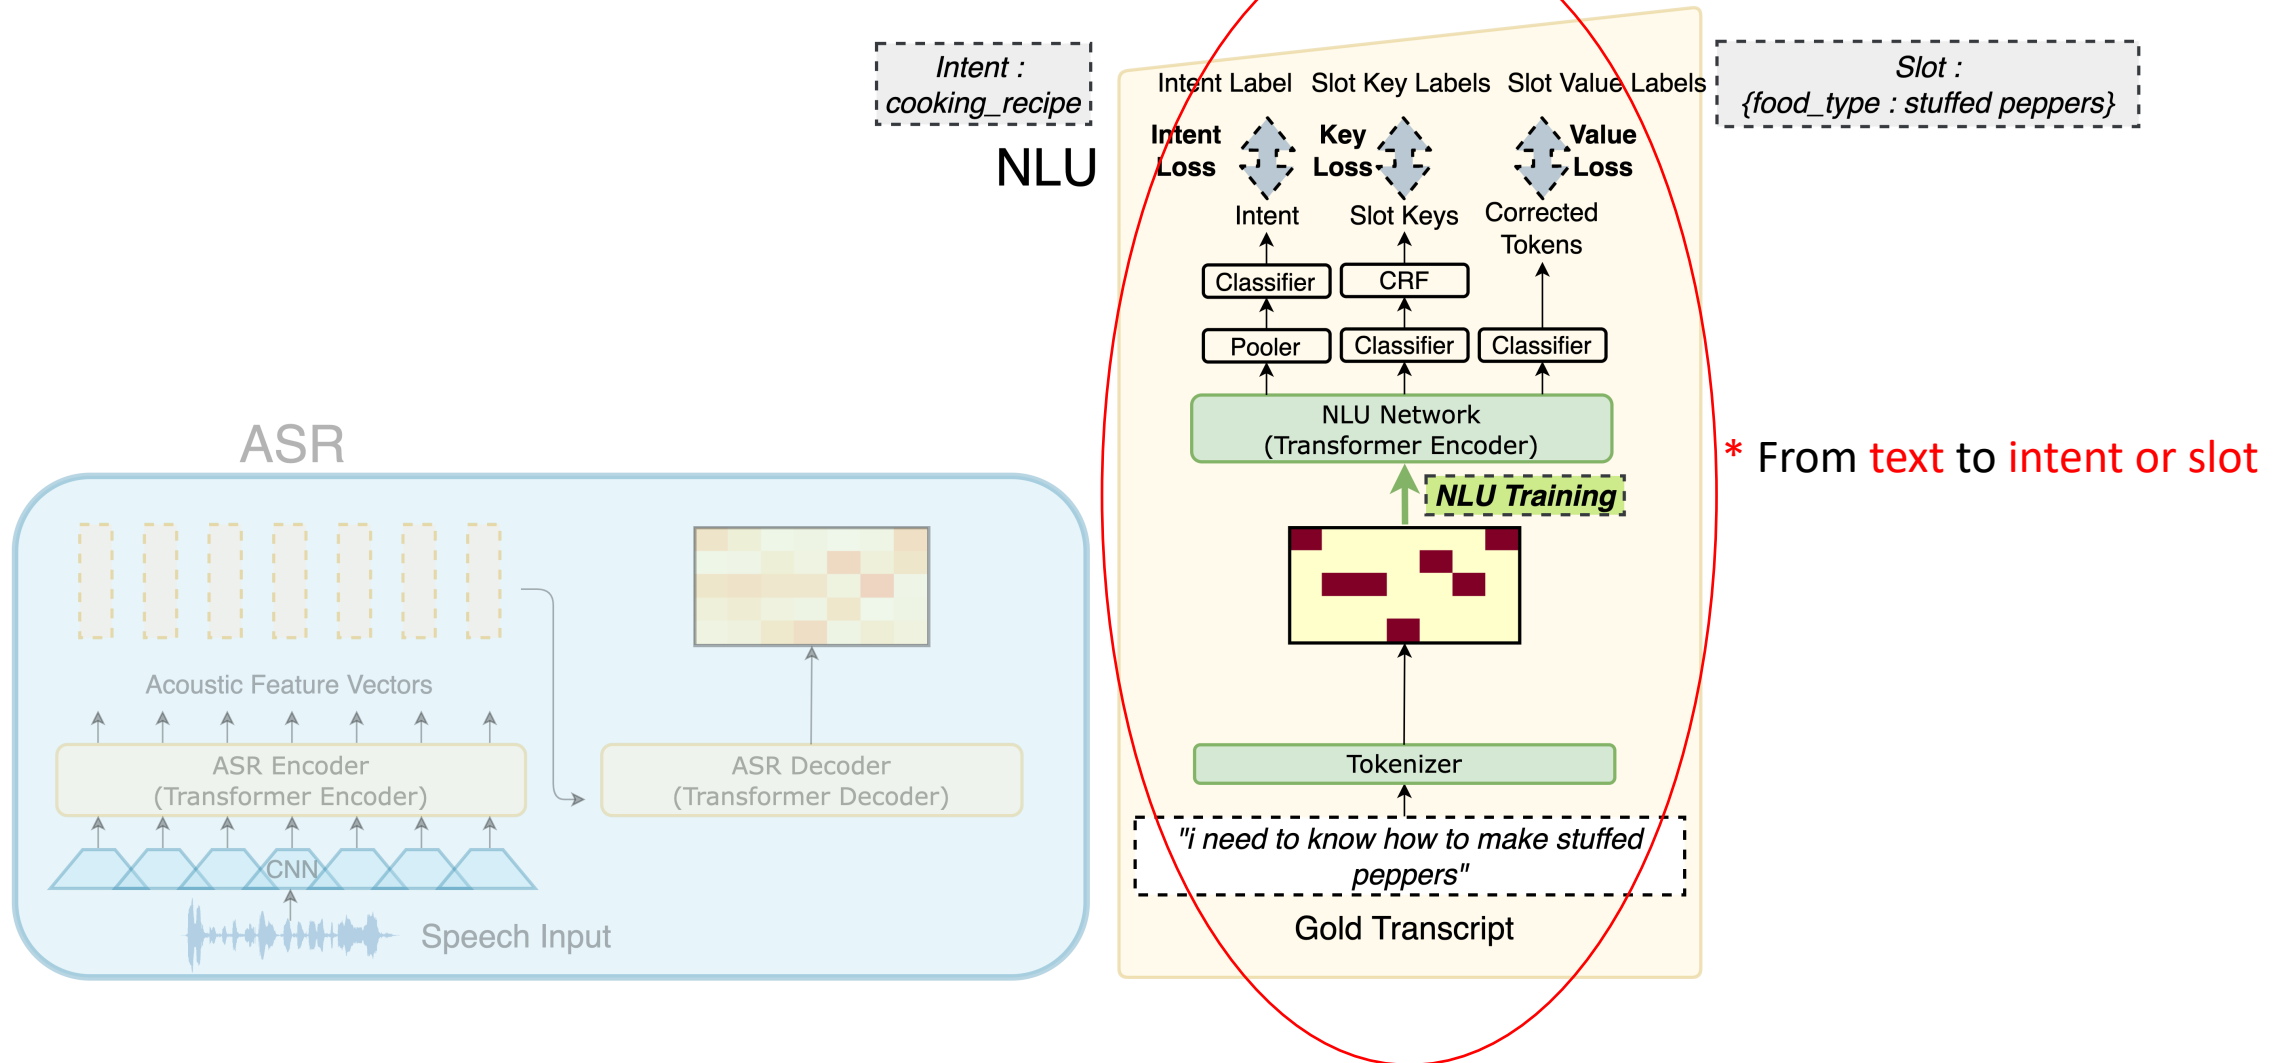 Intent :
cooking_recipe
NLU
Intent Label
Slot Key Labels
Slot Value Labels
Slot :
{food_type : stuffed peppers}
Intent
Loss
Key
Loss
Value
Loss
Intent
Slot Keys
Corrected
Tokens
Classifier
CRF
Pooler
Classifier
Classifier
NLU Network
(Transformer Encoder)
NLU Training
* From text to intent or slot
Tokenizer
"i need to know how to make stuffed
peppers"
Gold Transcript
ASR
Acoustic Feature Vectors
ASR Encoder
(Transformer Encoder)
ASR Decoder
(Transformer Decoder)
CNN
Speech Input